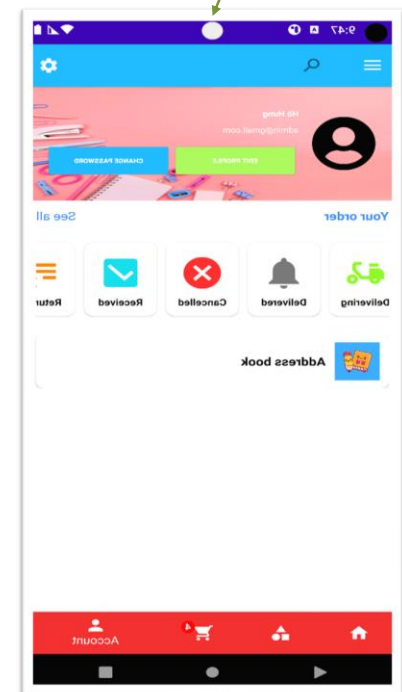 9:47
Hung
admin@gmail.com
EDIT PROFILE CHANGE PASSWORD
Your order See all
Delivering Delivered Cancelled Received Retur
Address book
4
Account